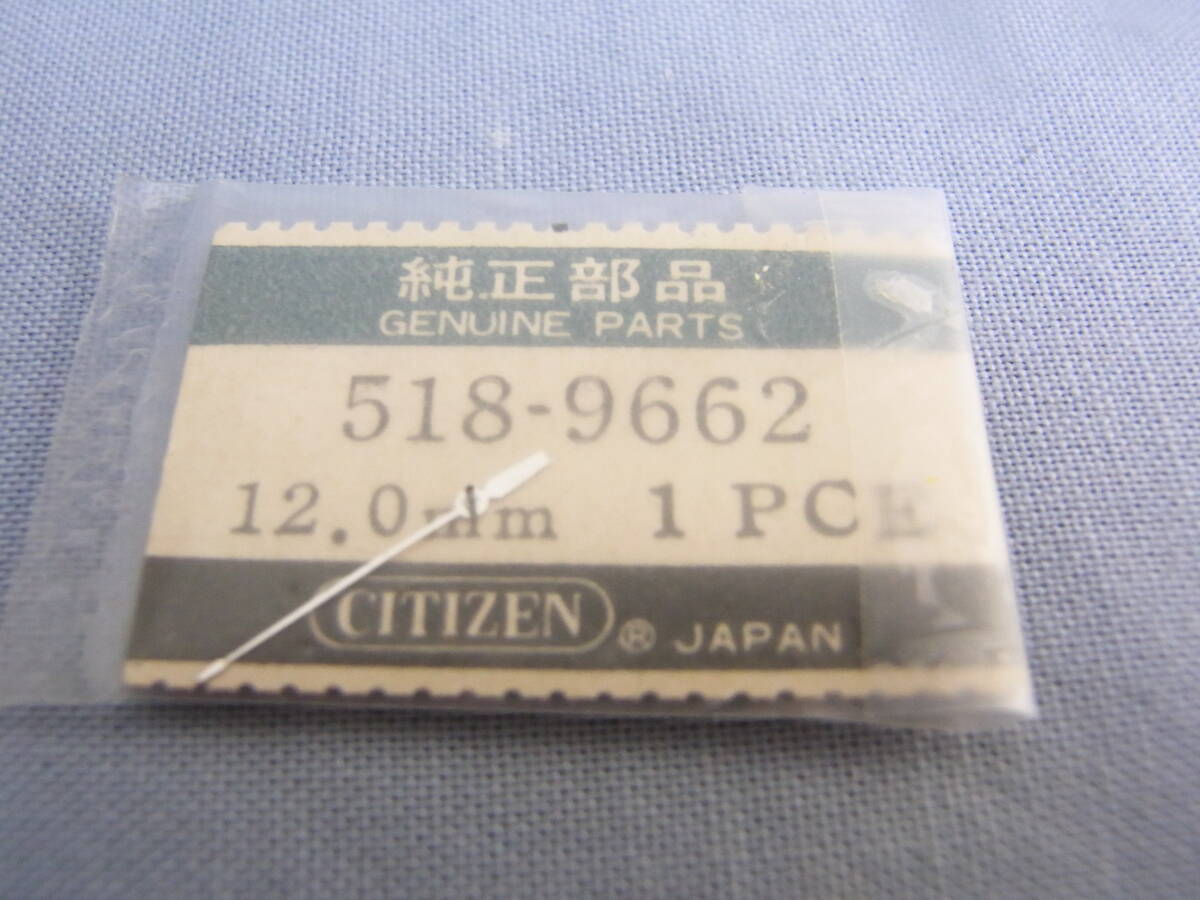 純正部品
GENUINE PARTS
518-9662
12.0mm 1 PCE
CITIZEN ® JAPAN